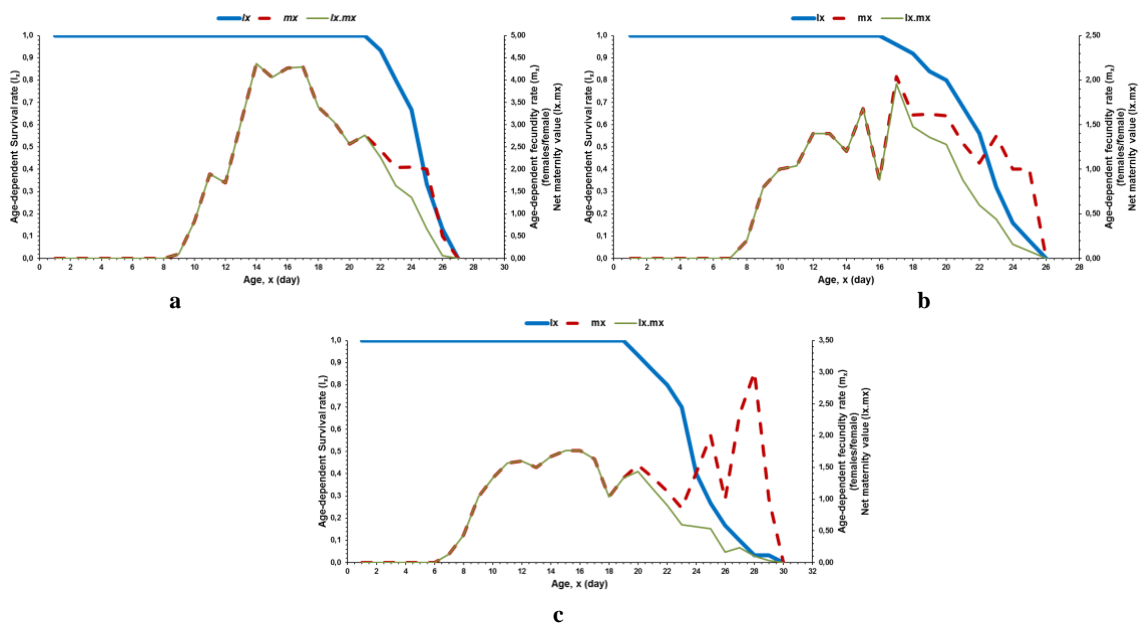 lx mx lx.mx
Age-dependent Survival rate (lx)
1,0
0,9
0,8
0,7
0,6
0,5
0,4
0,3
0,2
0,1
0,0
5,00
4,50
4,00
3,50
3,00
2,50
2,00
1,50
1,00
0,50
0,00
Age-dependent fecundity rate (mx)
(females/female)
Net maternity value (lx.mx)
0 2 4 6 8 10 12 14 16 18 20 22 24 26 28 30
Age, x (day)
a
lx mx lx.mx
Age-dependent Survival rate (lx)
1,0
0,9
0,8
0,7
0,6
0,5
0,4
0,3
0,2
0,1
0,0
2,50
2,00
1,50
1,00
0,50
0,00
Age-dependent fecundity rate (mx)
(females/female)
Net maternity value (lx.mx)
0 2 4 6 8 10 12 14 16 18 20 22 24 26 28
Age, x (day)
b
lx mx lx.mx
Age-dependent Survival rate (lx)
1,0
0,9
0,8
0,7
0,6
0,5
0,4
0,3
0,2
0,1
0,0
3,50
3,00
2,50
2,00
1,50
1,00
0,50
0,00
Age-dependent fecundity rate (mx)
(females/female)
Net maternity value (lx.mx)
0 2 4 6 8 10 12 14 16 18 20 22 24 26 28 30 32
Age, x (day)
c